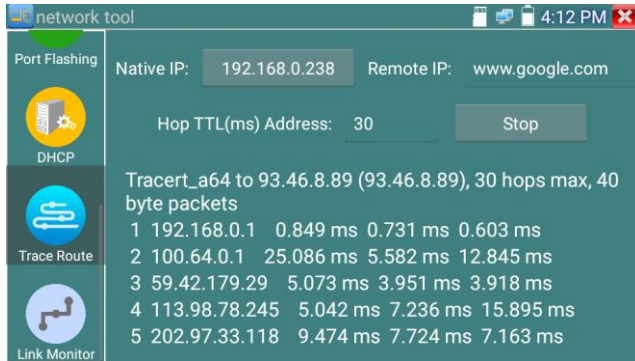 network tool
4:12 PM
Port Flashing
DHCP
Trace Route
Link Monitor
Native IP: 192.168.0.238 Remote IP: www.google.com
Hop TTL(ms) Address: 30 Stop
Tracert_a64 to 93.46.8.89 (93.46.8.89), 30 hops max, 40
byte packets
1 192.168.0.1 0.849 ms 0.731 ms 0.603 ms
2 100.64.0.1 25.086 ms 5.582 ms 12.845 ms
3 59.42.179.29 5.073 ms 3.951 ms 3.918 ms
4 113.98.78.245 5.042 ms 7.236 ms 15.895 ms
5 202.97.33.118 9.474 ms 7.724 ms 7.163 ms